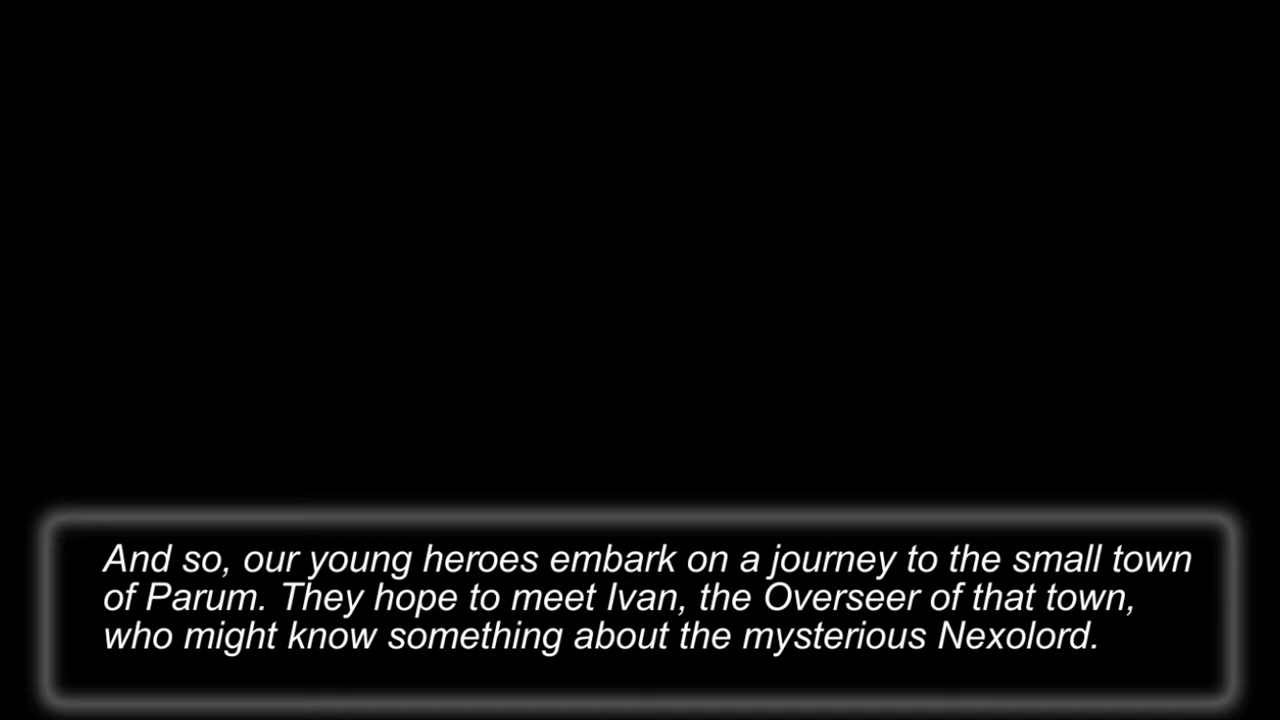 And so, our young heroes embark on a journey to the small town
of Parum. They hope to meet Ivan, the Overseer of that town,
who might know something about the mysterious Nexolord.